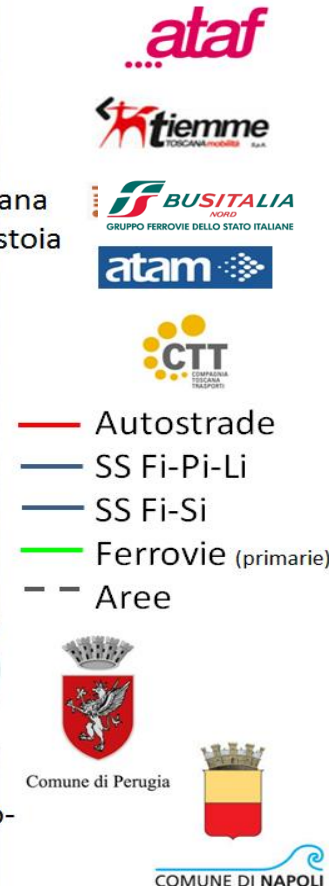 ataf
tiemme
TOSCANA mobilità S.p.A.
ana
stoia
BUSITALIA
NORD
GRUPPO FERROVIE DELLO STATO ITALIANE
atam
CTT
COMPAGNIA
TOSCANA
TRASPORTI
Autostrade
SS Fi-Pi-Li
SS Fi-Si
Ferrovie (primarie)
Aree
Comune di Perugia
o-
COMUNE DI NAPOLI